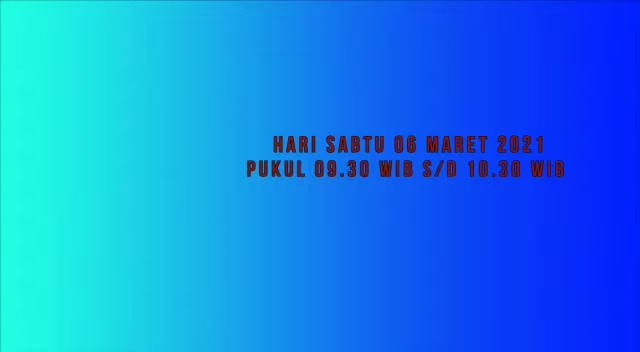 HARI SABTU 06 MARET 2021
PUKUL 09.30 WIB S/D 10.30 WIB